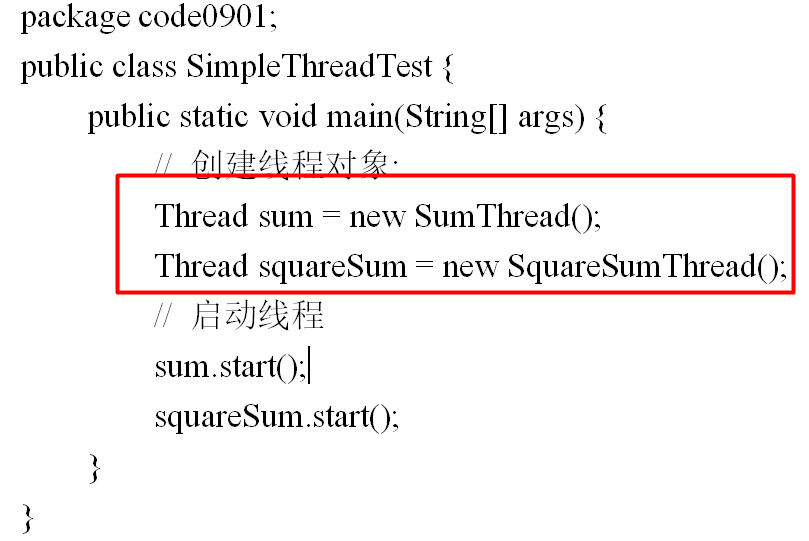 package code0901;
public class SimpleThreadTest {
public static void main(String[] args) {
// 创建线程对象
Thread sum = new SumThread();
Thread squareSum = new SquareSumThread();
// 启动线程
sum.start();
squareSum.start();
}
}